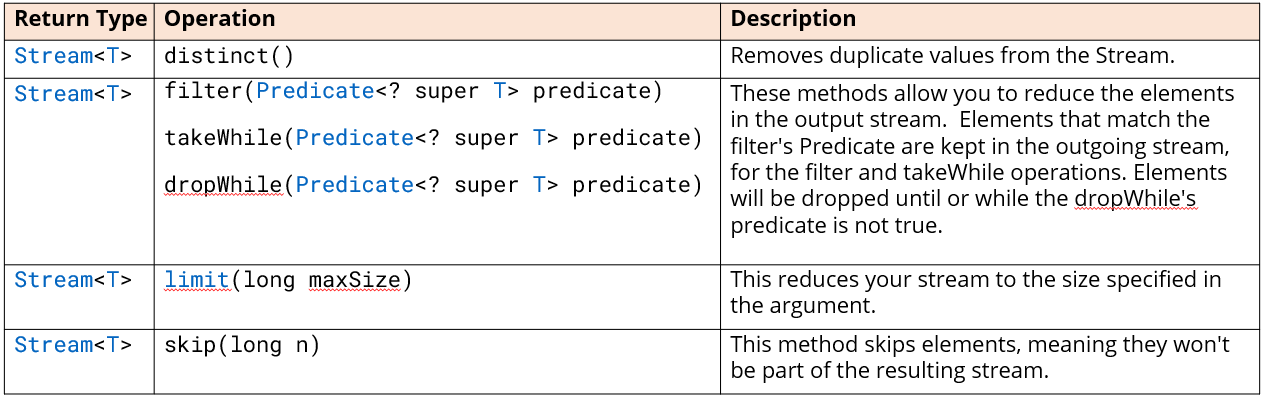 Return Type Operation Description
Stream<T> distinct() Removes duplicate values from the Stream.
Stream<T> filter(Predicate<? super T> predicate)
takeWhile(Predicate<? super T> predicate)
dropWhile(Predicate<? super T> predicate)
These methods allow you to reduce the elements
in the output stream.  Elements that match the
filter's Predicate are kept in the outgoing stream,
for the filter and takeWhile operations. Elements
will be dropped until or while the dropWhile's
predicate is not true.
Stream<T> limit(long maxSize) This reduces your stream to the size specified in
the argument.
Stream<T> skip(long n) This method skips elements, meaning they won't
be part of the resulting stream.